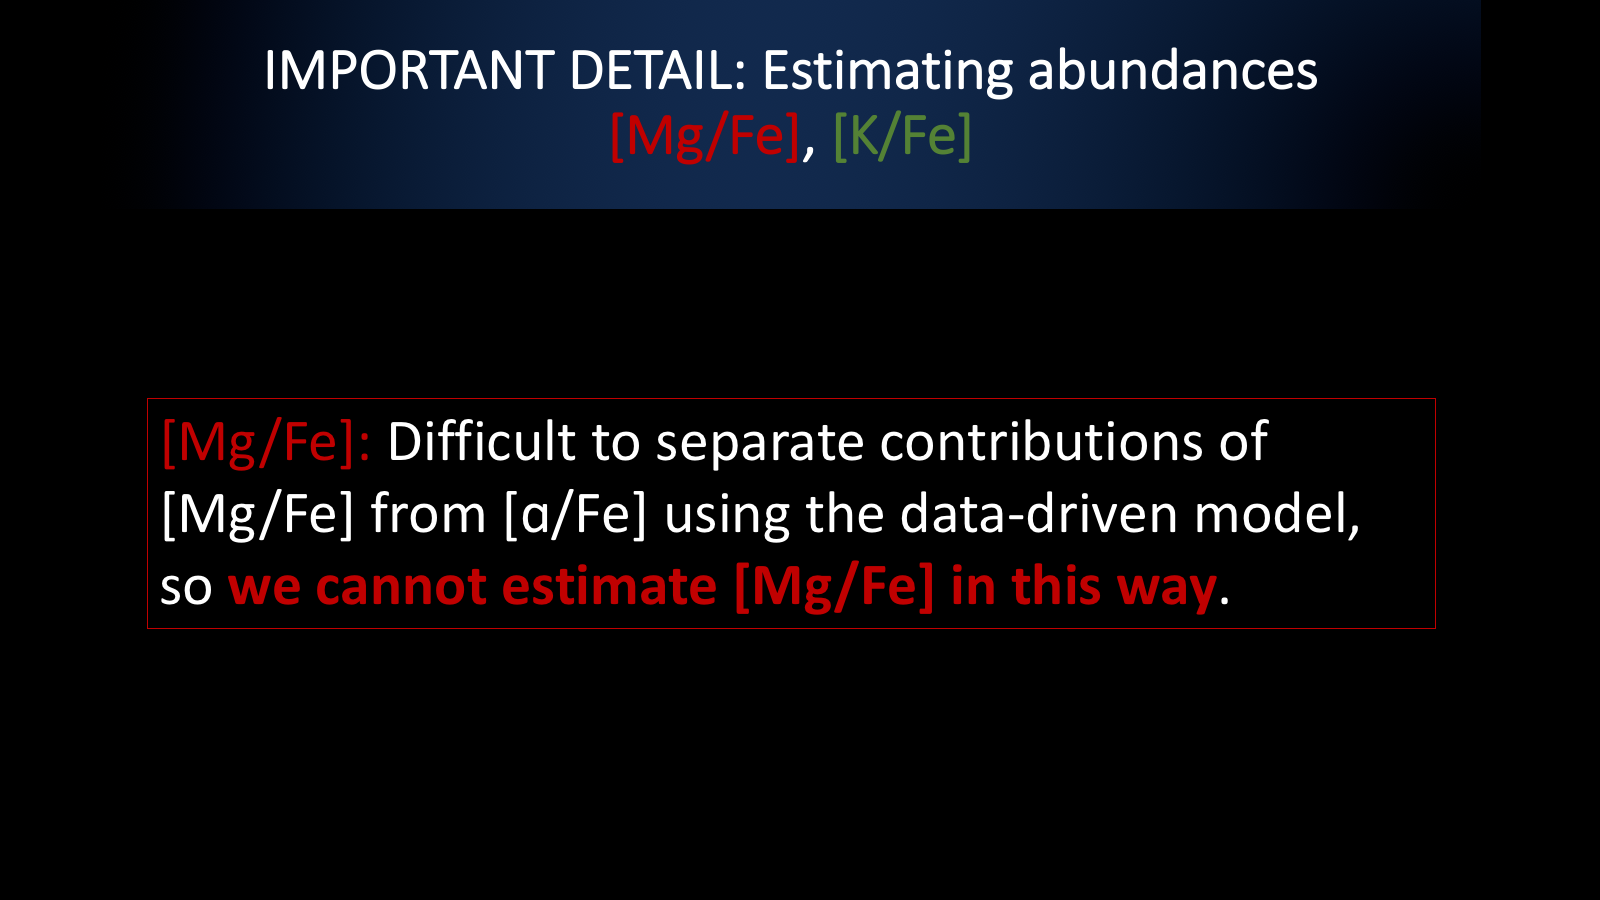 IMPORTANT DETAIL: Estimating abundances
[Mg/Fe], [K/Fe]
[Mg/Fe]: Difficult to separate contributions of
[Mg/Fe] from [α/Fe] using the data-driven model,
so we cannot estimate [Mg/Fe] in this way.